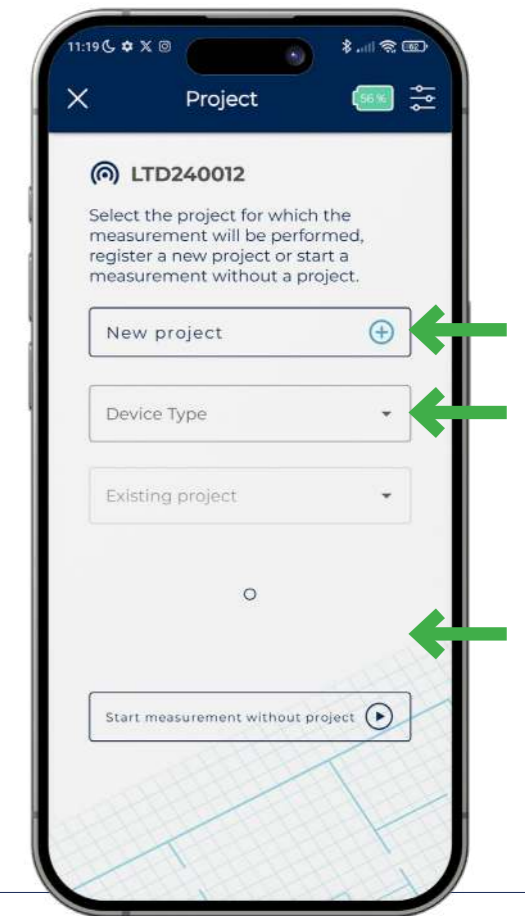 11:19
62
Project
56 %
LTD240012
Select the project for which the
measurement will be performed,
register a new project or start a
measurement without a project.
New project
Device Type
Existing project
Start measurement without project